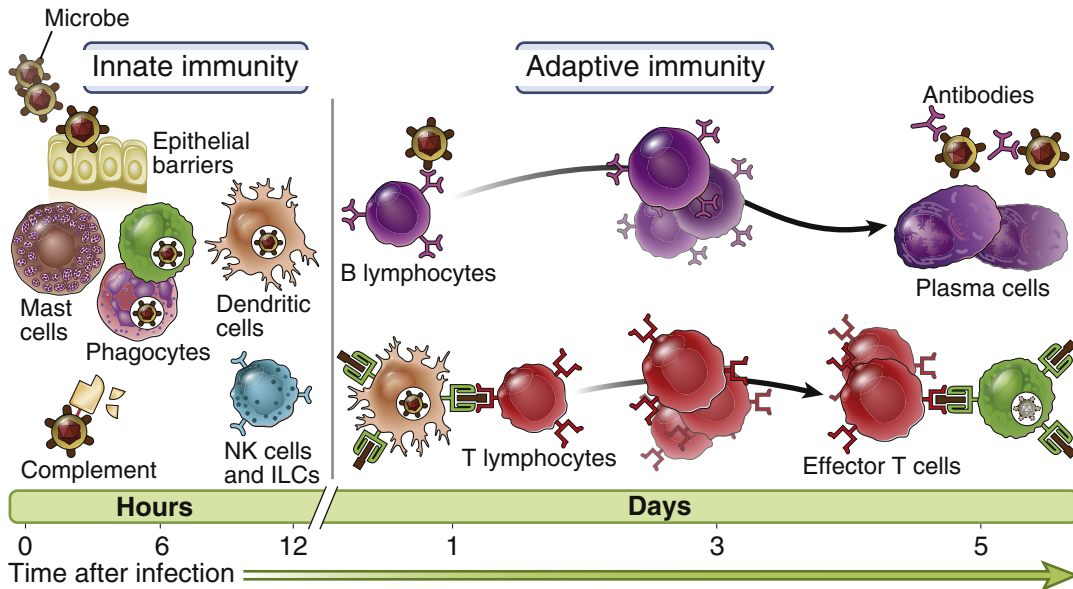 Microbe
Innate immunity
Adaptive immunity
Epithelial
barriers
Antibodies
Mast
cells
Phagocytes
Dendritic
cells
B lymphocytes
Plasma cells
Complement
NK cells
and ILCs
T lymphocytes
Effector T cells
Hours
Days
0
6
12
1
3
5
Time after infection